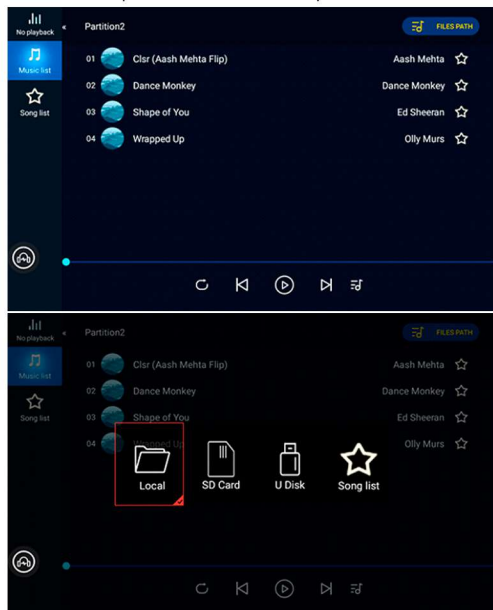 No playback
Partition2
FILES PATH
Music list
01 Clsr (Aash Mehta Flip) Aash Mehta
02 Dance Monkey Dance Monkey
03 Shape of You Ed Sheeran
Song list
04 Wrapped Up Olly Murs
No playback
Partition2
FILES PATH
Music list
01 Clsr (Aash Mehta Flip) Aash Mehta
02 Dance Monkey Dance Monkey
Song list
03 Shape of You Ed Sheeran
04 Wrapped Up Olly Murs
Local SD Card U Disk Song list